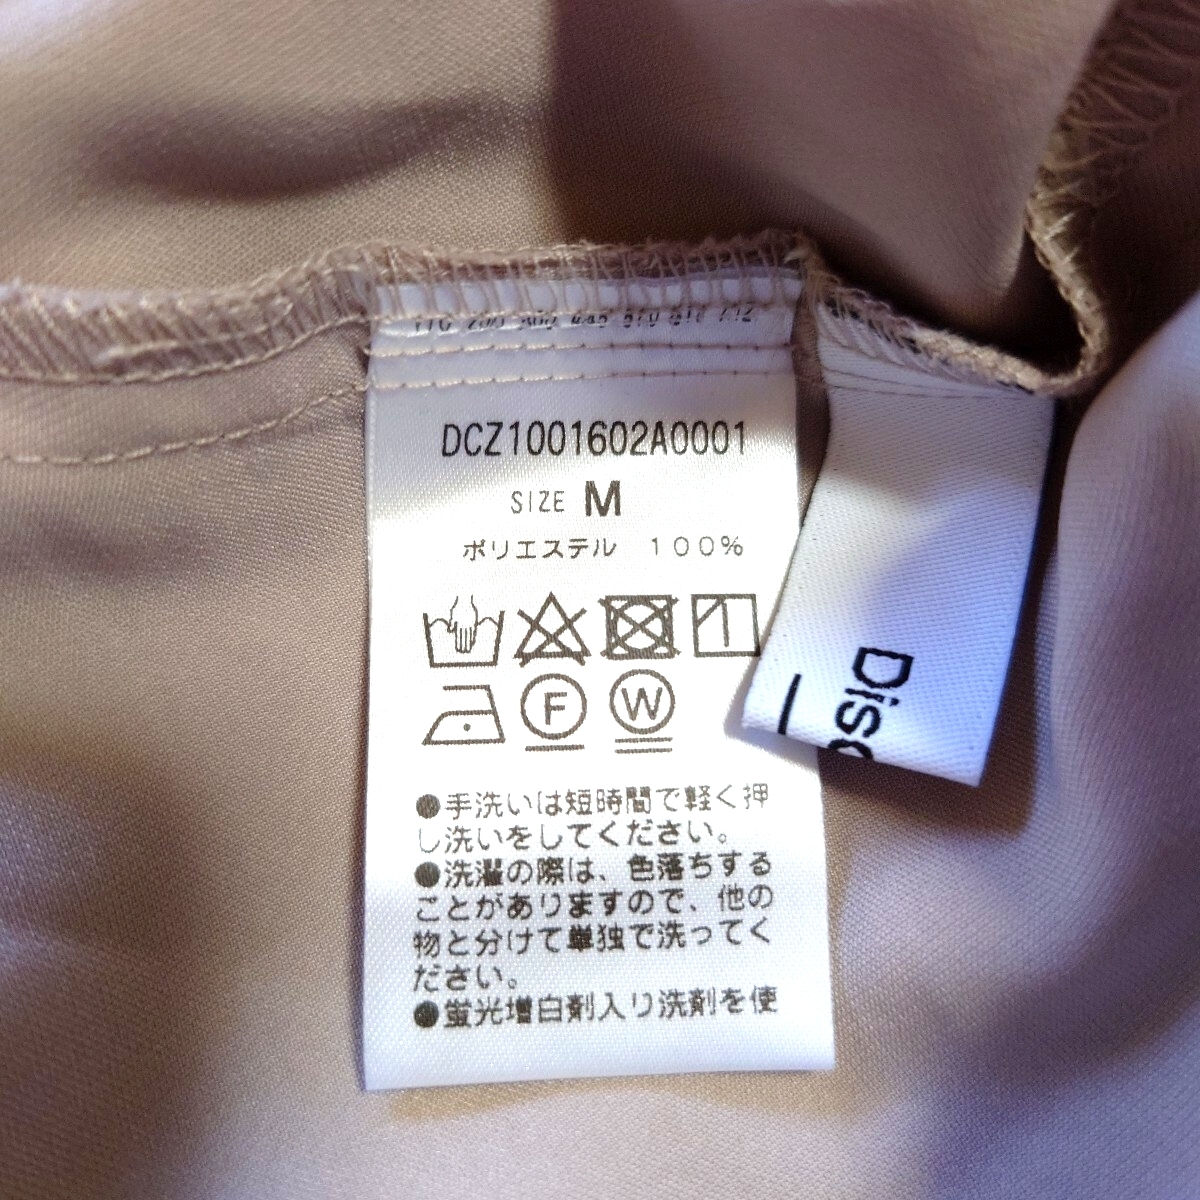 DCZ1001602A0001
SIZE M
ポリエステル 100%
F W
●手洗いは短時間で軽く押
し洗いをしてください。
●洗濯の際は、色落ちする
ことがありますので、他の
物と分けて単独で洗ってく
ださい。
●蛍光増白剤入り洗剤を使